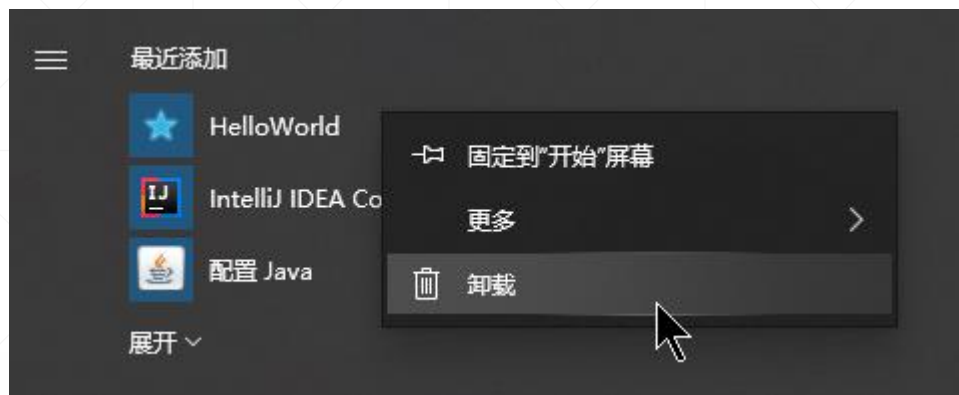 最近添加
HelloWorld
IntelliJ IDEA Co
配置 Java
展开
固定到"开始"屏幕
更多
卸载